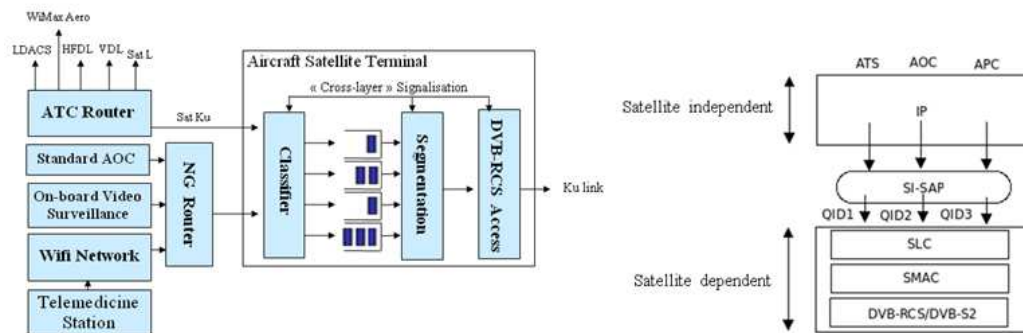 WiMax Aero
LDACS
HFDL
VDL
Sat L
ATC Router
Sat Ku
Standard AOC
On-board Video
Surveillance
Wifi Network
Telemedicine
Station
NG Router
Aircraft Satellite Terminal
« Cross-layer » Signalisation
Classifier
Segmentation
DVB-RCS Access
Ku link
ATS
AOC
APC
Satellite independent
IP
SI-SAP
QID1
QID2
QID3
Satellite dependent
SLC
SMAC
DVB-RCS/DVB-S2